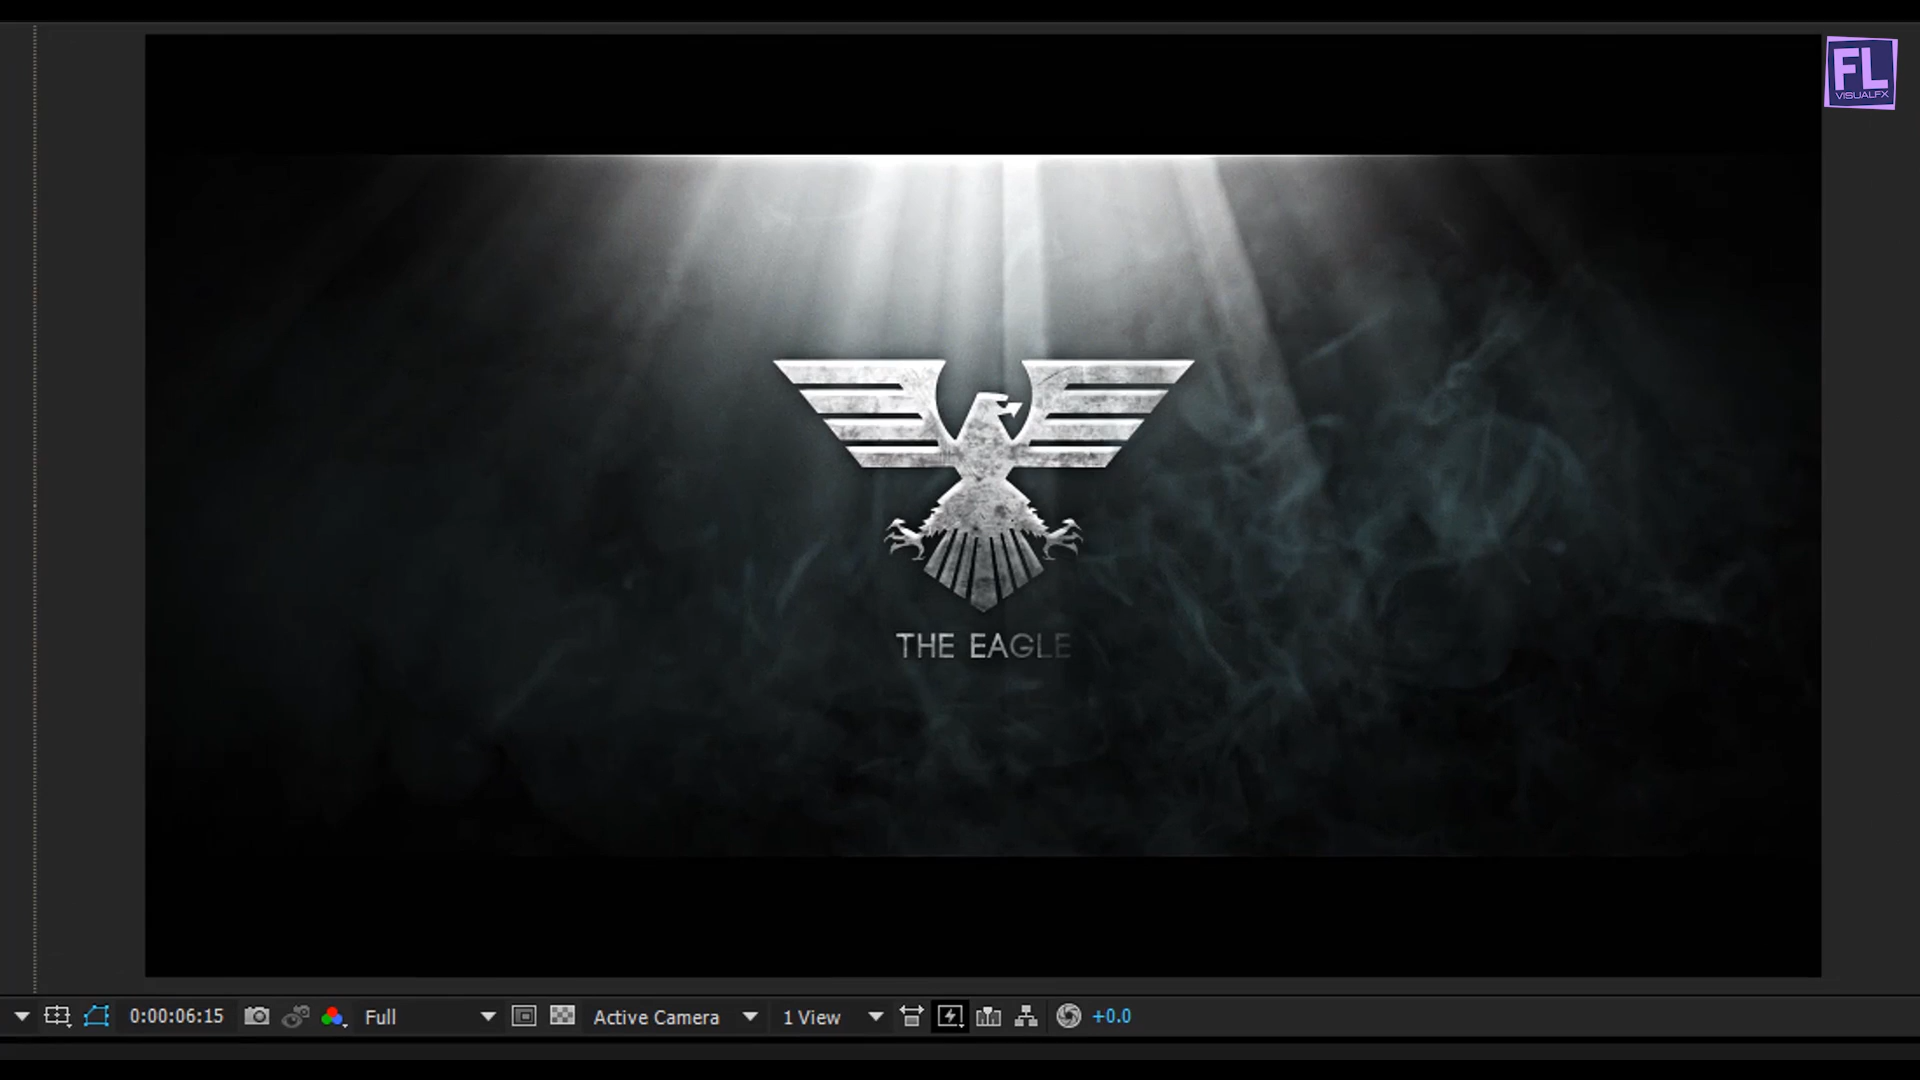 FL
VISUALFX
THE EAGLE
0:00:06:15
Full
Active Camera
1 View
+0.0